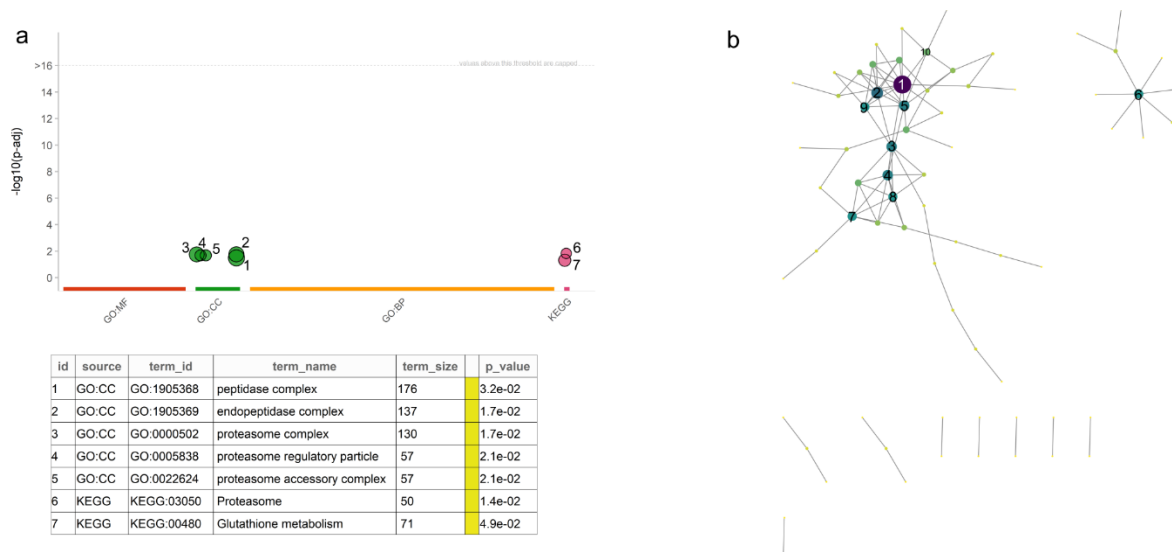 a
b
>16
values above this threshold are capped
14
12
10
8
6
4
2
0
-log10(p-adj)
3 4 5 2 1
6
7
GO:MF
GO:CC
GO:BP
KEGG
id source term_id term_name term_size p_value
1 GO:CC GO:1905368 peptidase complex 176 3.2e-02
2 GO:CC GO:1905369 endopeptidase complex 137 1.7e-02
3 GO:CC GO:0000502 proteasome complex 130 1.7e-02
4 GO:CC GO:0005838 proteasome regulatory particle 57 2.1e-02
5 GO:CC GO:0022624 proteasome accessory complex 57 2.1e-02
6 KEGG KEGG:03050 Proteasome 50 1.4e-02
7 KEGG KEGG:00480 Glutathione metabolism 71 4.9e-02
10
1
2
9 5
6
3
4
8
7